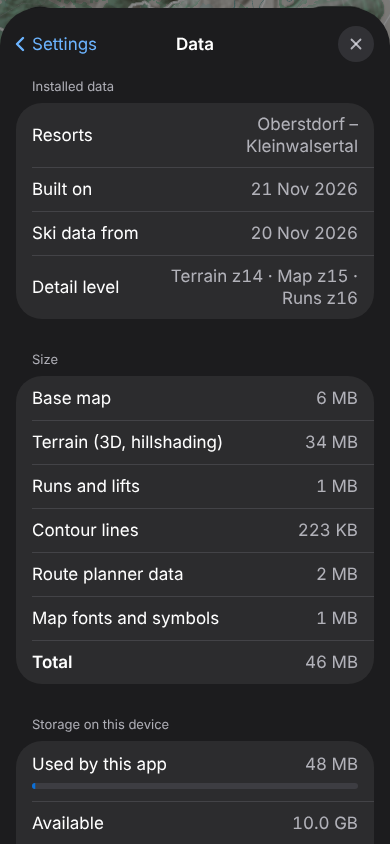 Settings
Data
Installed data
Resorts
Oberstdorf –
Kleinwalsertal
Built on
21 Nov 2026
Ski data from
20 Nov 2026
Detail level
Terrain z14 · Map z15 ·
Runs z16
Size
Base map
6 MB
Terrain (3D, hillshading)
34 MB
Runs and lifts
1 MB
Contour lines
223 KB
Route planner data
2 MB
Map fonts and symbols
1 MB
Total
46 MB
Storage on this device
Used by this app
48 MB
Available
10.0 GB